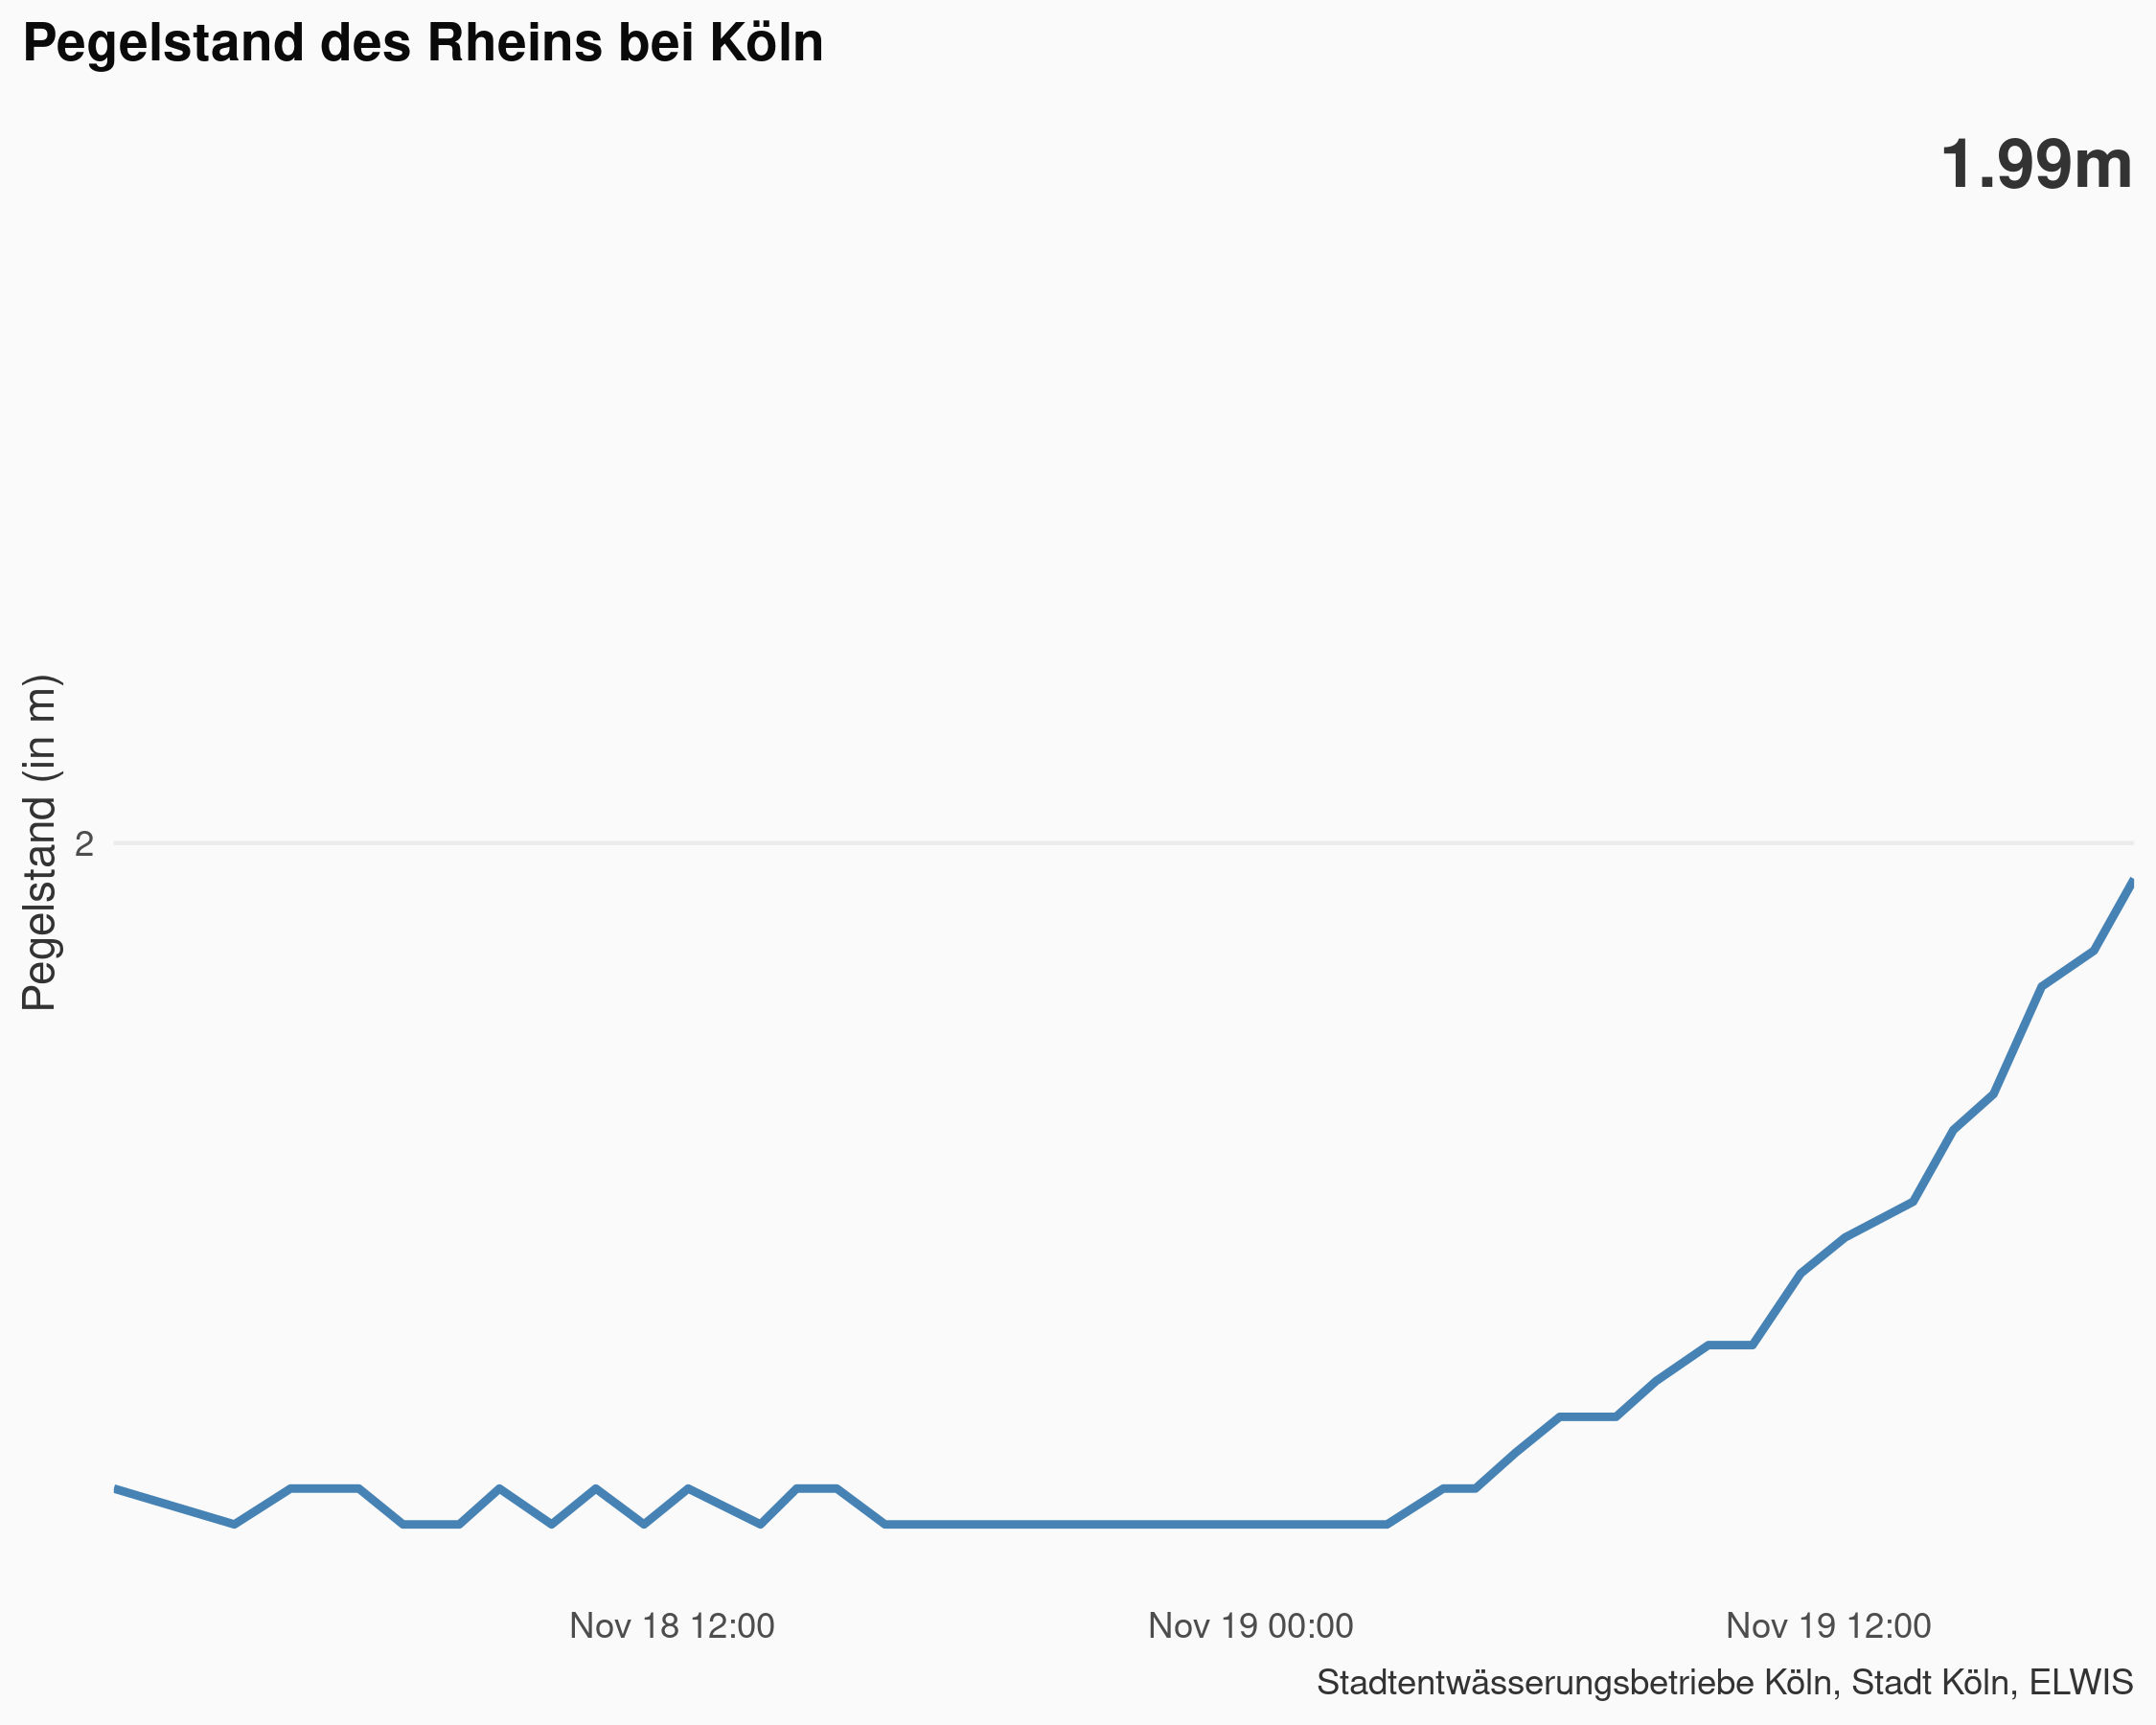 Pegelstand des Rheins bei Köln
1.99m
Pegelstand (in m)
2
Nov 18 12:00
Nov 19 00:00
Nov 19 12:00
Stadtentwässerungsbetriebe Köln, Stadt Köln, ELWIS